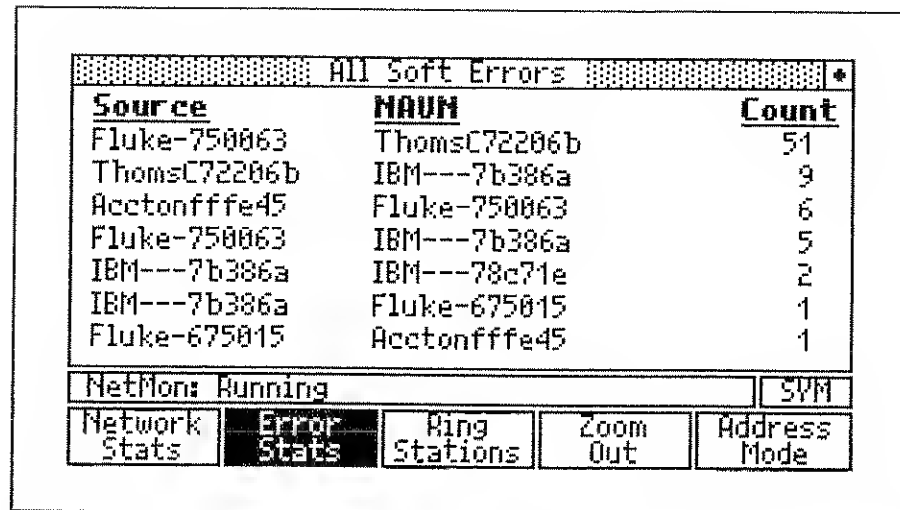 All Soft Errors
Source NAUN Count
Fluke-750063 ThomsC72206b 51
ThomsC72206b IBM---7b386a 9
Acctonfffe45 Fluke-750063 6
Fluke-750063 IBM---7b386a 5
IBM---7b386a IBM---78c71e 2
IBM---7b386a Fluke-675015 1
Fluke-675015 Acctonfffe45 1
NetMon: Running SYM
Network Stats Error Stats Ring Stations Zoom Out Address Mode